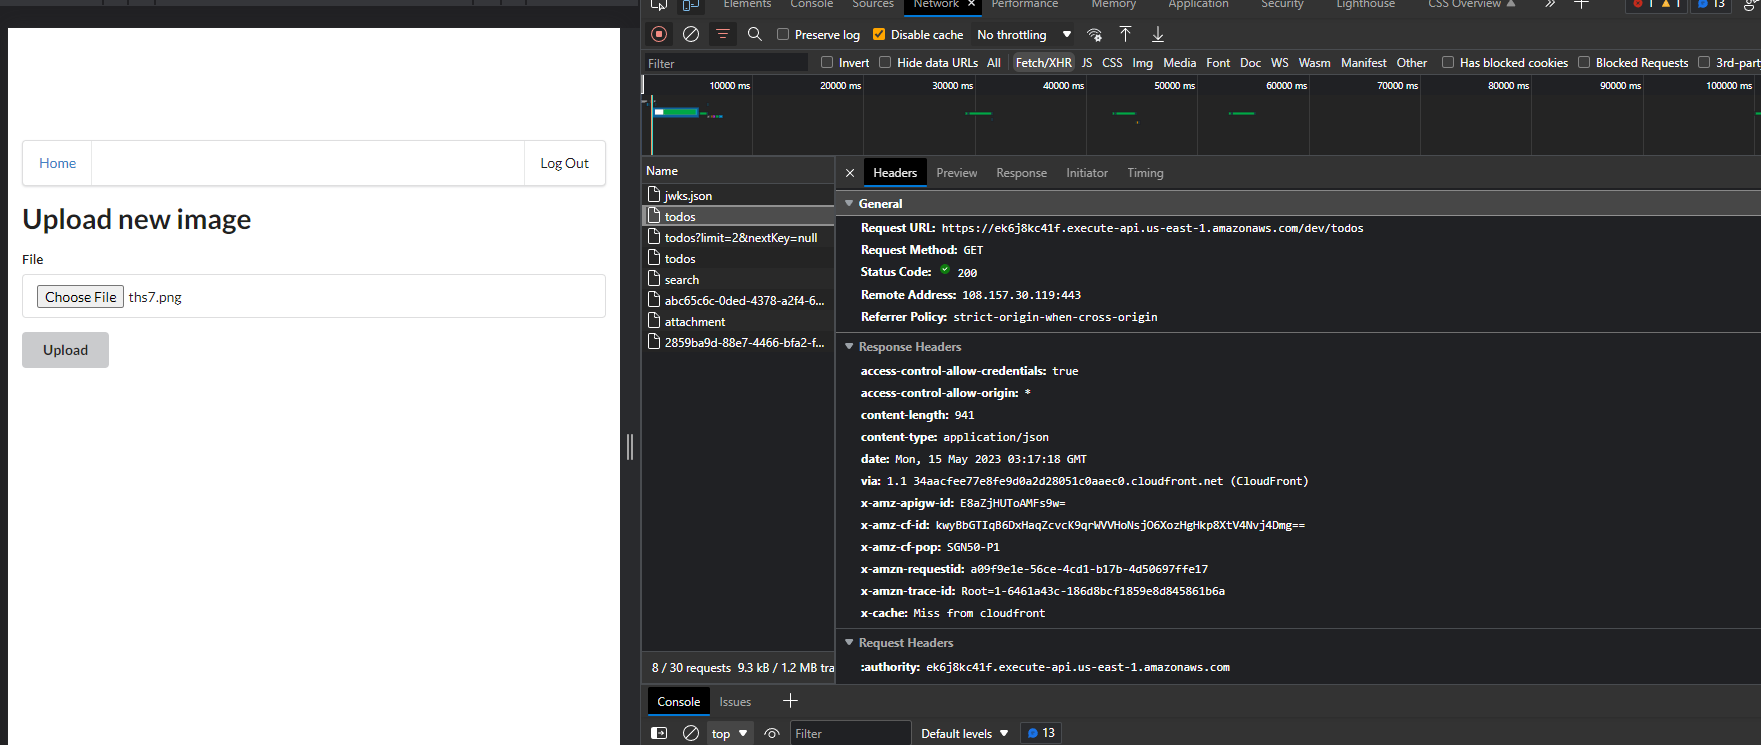 Home
Log Out
Upload new image
File
Choose File ths7.png
Upload
Elements Console Sources Network Performance Memory Application Security Lighthouse CSS Overview 1 1 13
Preserve log Disable cache No throttling
Filter Invert Hide data URLs All Fetch/XHR JS CSS Img Media Font Doc WS Wasm Manifest Other Has blocked cookies Blocked Requests 3rd-party
10000 ms 20000 ms 30000 ms 40000 ms 50000 ms 60000 ms 70000 ms 80000 ms 90000 ms 100000 ms
Name
jwks.json
todos
todos?limit=2&nextKey=null
todos
search
abc65c6c-0ded-4378-a2f4-6...
attachment
2859ba9d-88e7-4466-bfa2-f...
8 / 30 requests 9.3 kB / 1.2 MB tra
Headers Preview Response Initiator Timing
General
Request URL: https://ek6j8kc41f.execute-api.us-east-1.amazonaws.com/dev/todos
Request Method: GET
Status Code: 200
Remote Address: 108.157.30.119:443
Referrer Policy: strict-origin-when-cross-origin
Response Headers
access-control-allow-credentials: true
access-control-allow-origin: *
content-length: 941
content-type: application/json
date: Mon, 15 May 2023 03:17:18 GMT
via: 1.1 34aacfee77e8fe9d0a2d28051c0aaec0.cloudfront.net (CloudFront)
x-amz-apigw-id: E8aZjHUToAMFs9w=
x-amz-cf-id: kwyBbGTIqB6DxHaqZcvcK9qrWVVHoNsjO6XozHgHkp8XtV4Nvj4Dmg==
x-amz-cf-pop: SGN50-P1
x-amzn-requestid: a09f9e1e-56ce-4cd1-b17b-4d50697ffe17
x-amzn-trace-id: Root=1-6461a43c-186d8bcf1859e8d845861b6a
x-cache: Miss from cloudfront
Request Headers
:authority: ek6j8kc41f.execute-api.us-east-1.amazonaws.com
Console Issues
top Filter Default levels 13